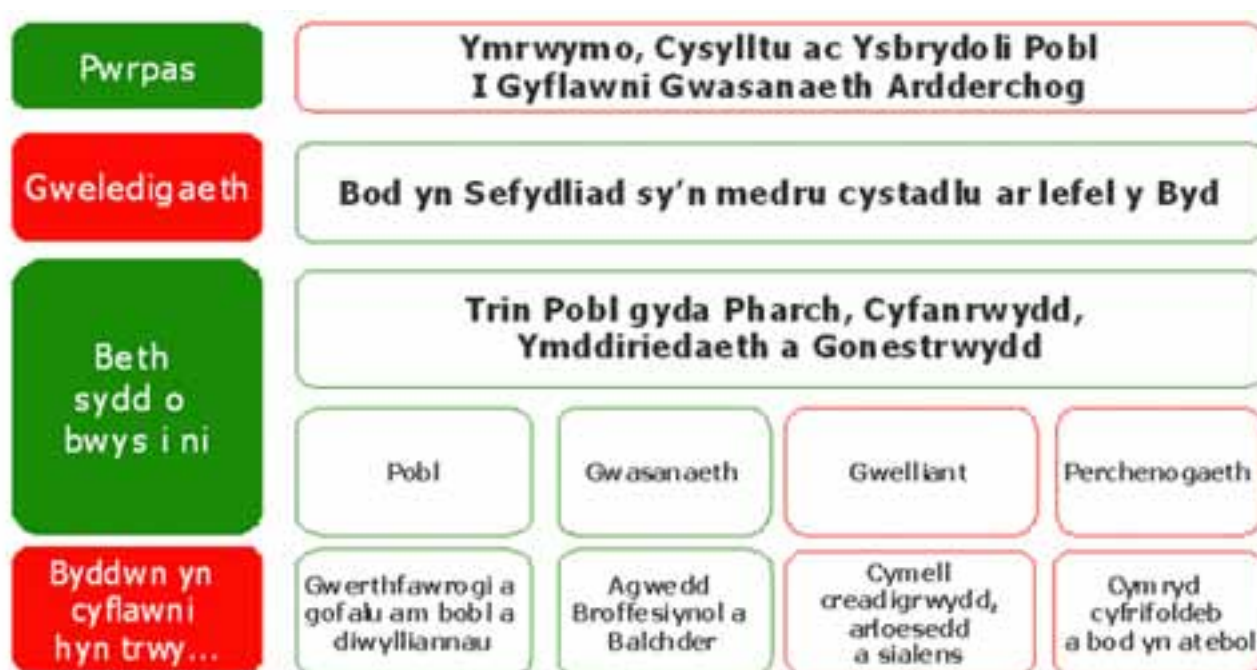 Pwrpas
Ymrwymo, Cysylltu ac Ysbrydoli Pobl
I Gyflawni Gwasanaeth Ardderchog
Gweledigaeth
Bod yn Sefydliad sy'n medru cystadlu ar lefel y Byd
Beth
sydd o
bwys i ni
Trin Pobl gyda Pharch, Cyfanrwydd,
Ymddiriedaeth a Gonestrwydd
Pobl
Gwasanaeth
Gwelliant
Perchenogaeth
Byddwn yn
cyflawni
hyn trwy...
Gwerthfawrogi a
gofalu am bobl a
diwylliannau
Agwedd
Broffesiynol a
Balchder
Cymell
creadigrwydd,
arloesedd
a sialens
Cymryd
cyfrifoldeb
a bod yn atebol